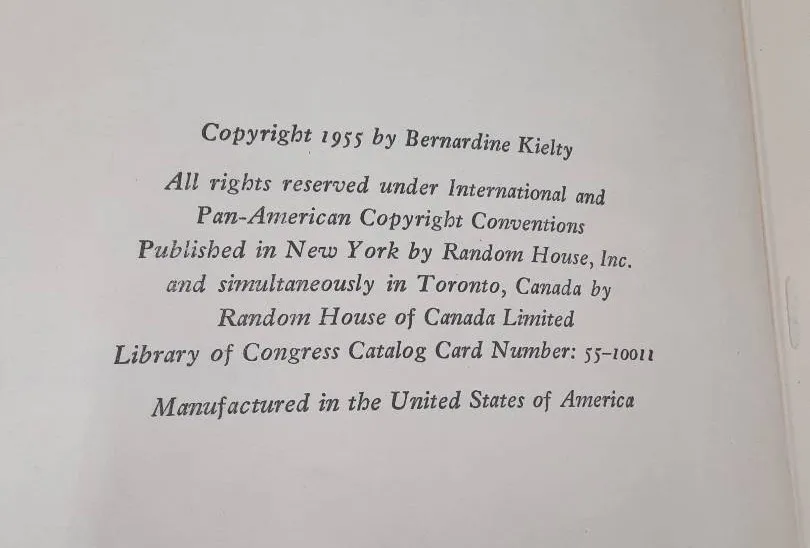 Copyright 1955 by Bernardine Kielty
All rights reserved under International and
Pan-American Copyright Conventions
Published in New York by Random House, Inc.
and simultaneously in Toronto, Canada by
Random House of Canada Limited
Library of Congress Catalog Card Number: 55-10011
Manufactured in the United States of America